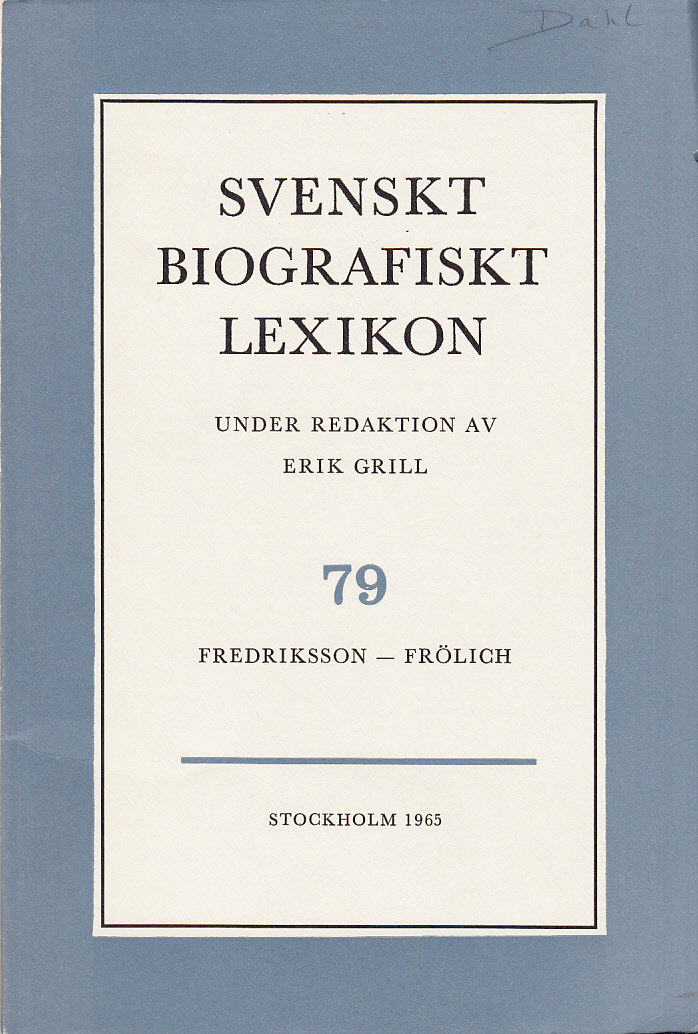 Dahl
SVENSKT
BIOGRAFISKT
LEXIKON
UNDER REDAKTION AV
ERIK GRILL
79
FREDRIKSSON — FRÖLICH
STOCKHOLM 1965